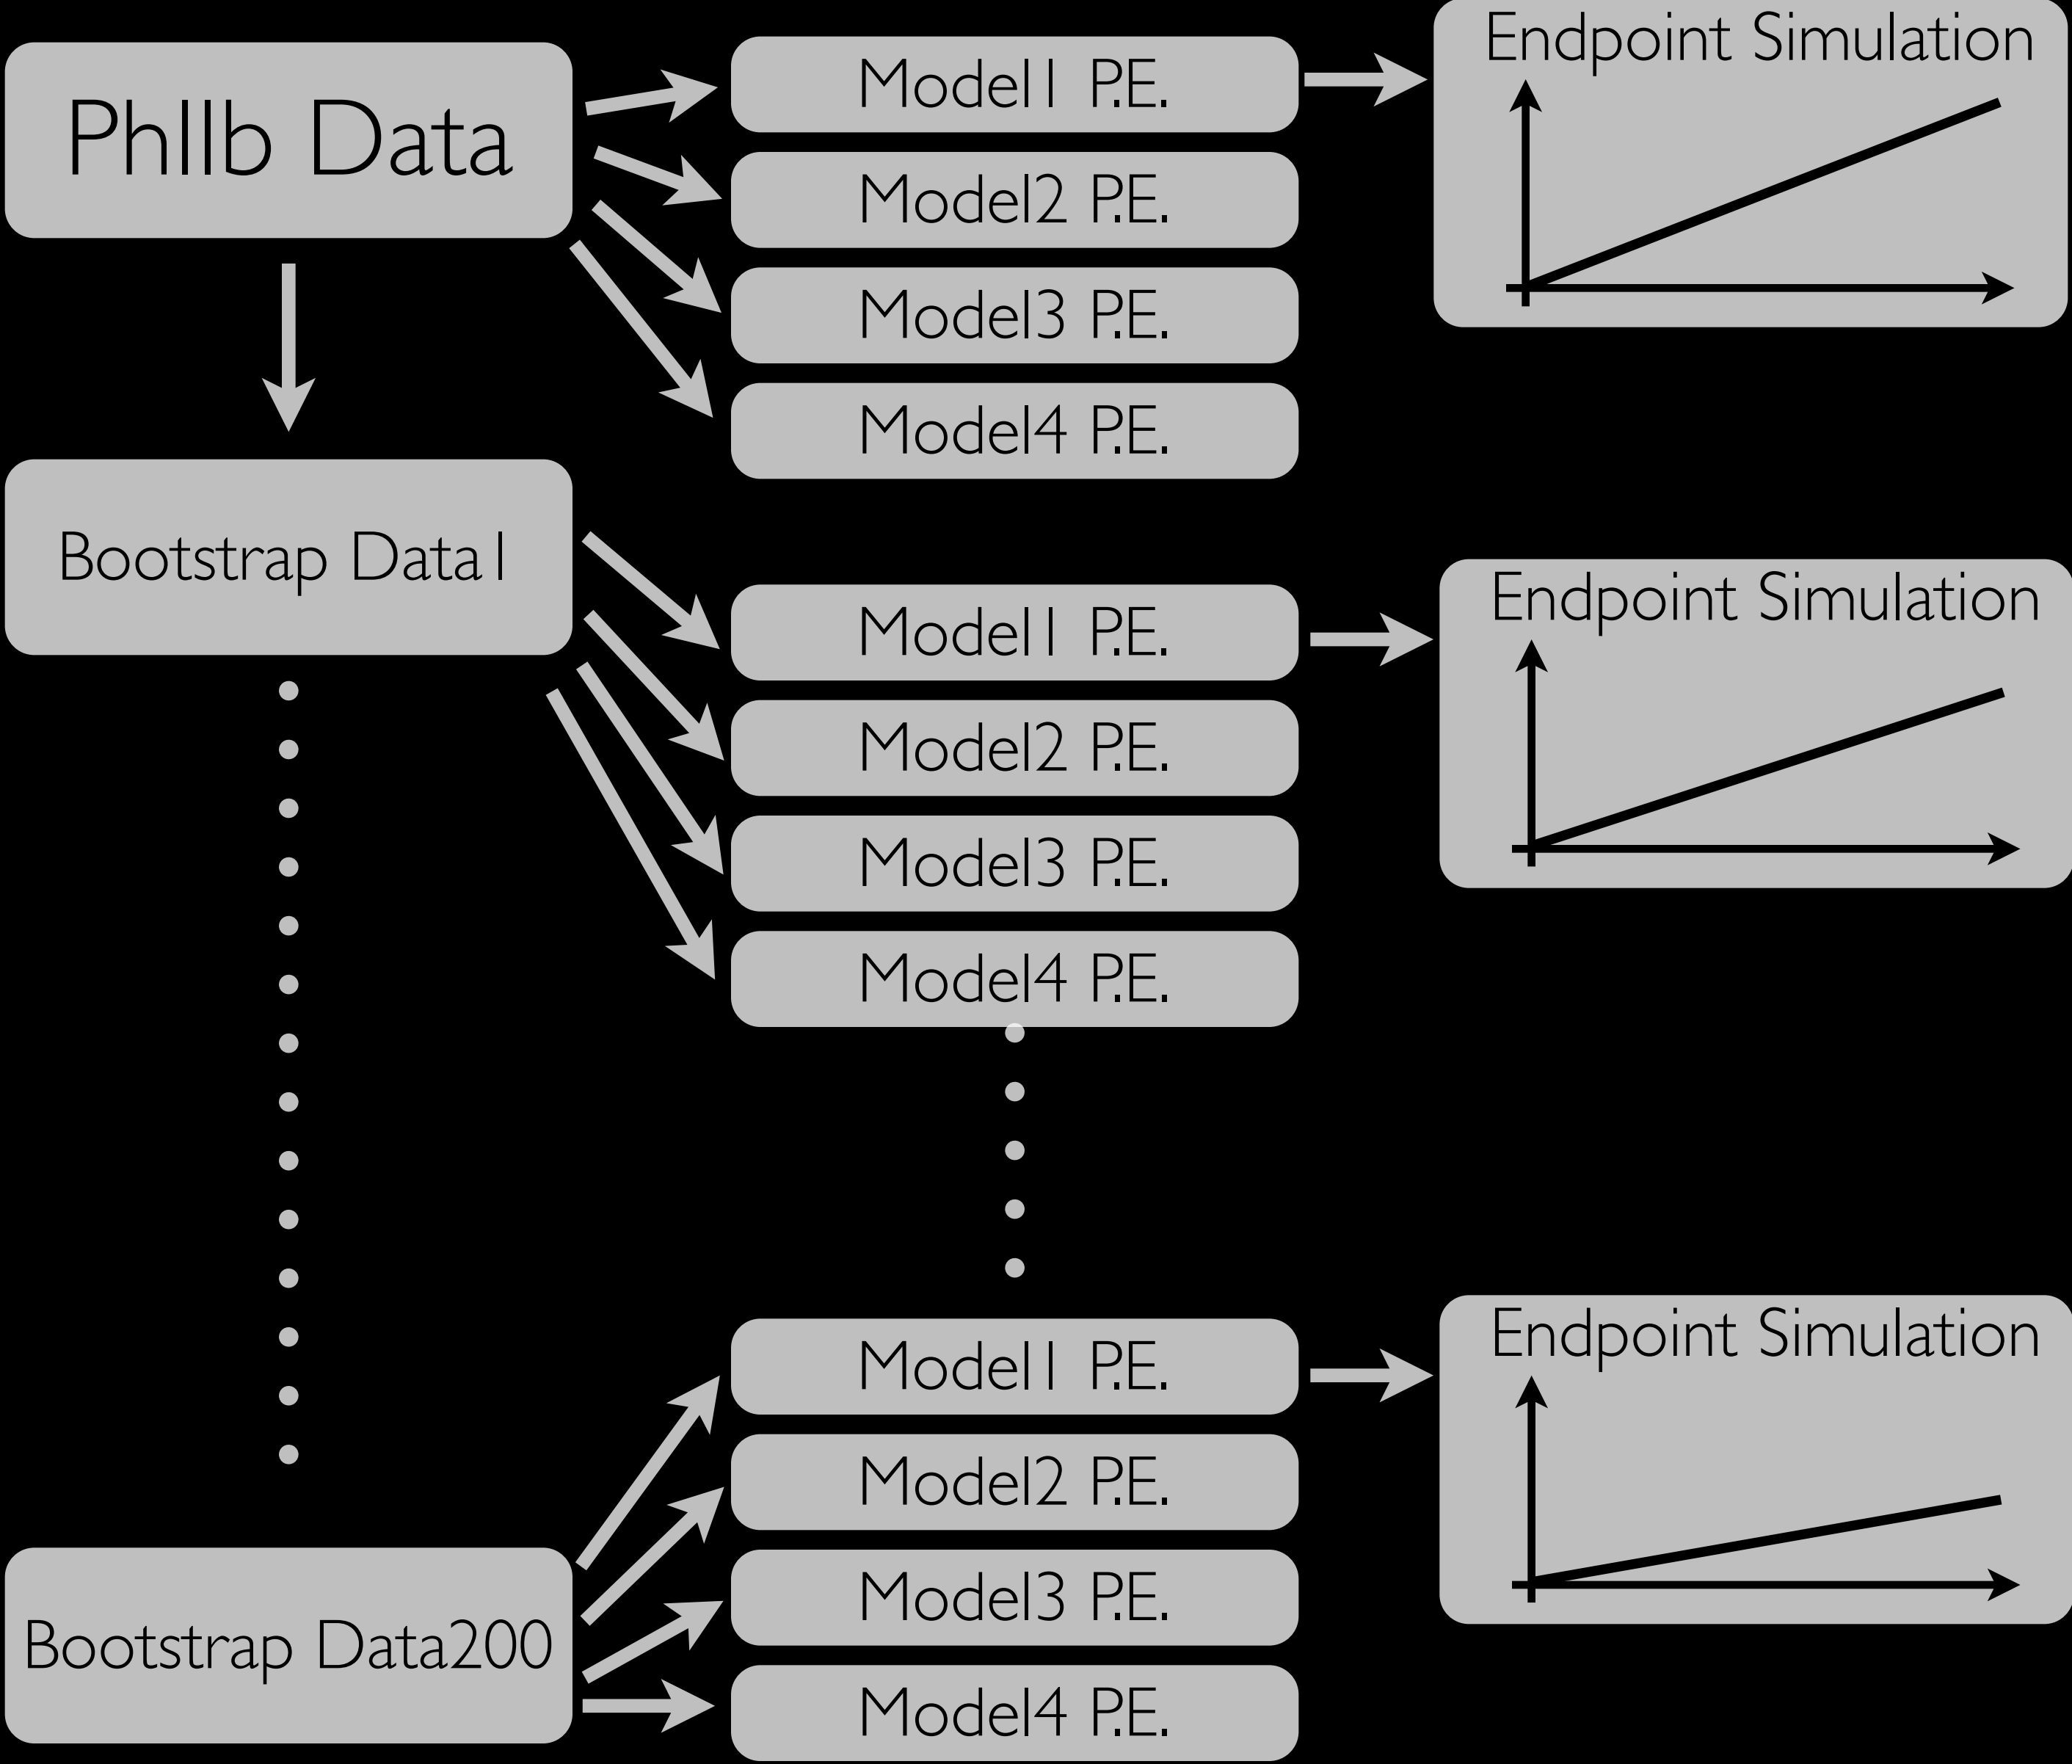 PhIIb Data
Model1 P.E.
Model2 P.E.
Model3 P.E.
Model4 P.E.
Endpoint Simulation
Bootstrap Data1
Model1 P.E.
Model2 P.E.
Model3 P.E.
Model4 P.E.
Endpoint Simulation
Bootstrap Data200
Model1 P.E.
Model2 P.E.
Model3 P.E.
Model4 P.E.
Endpoint Simulation